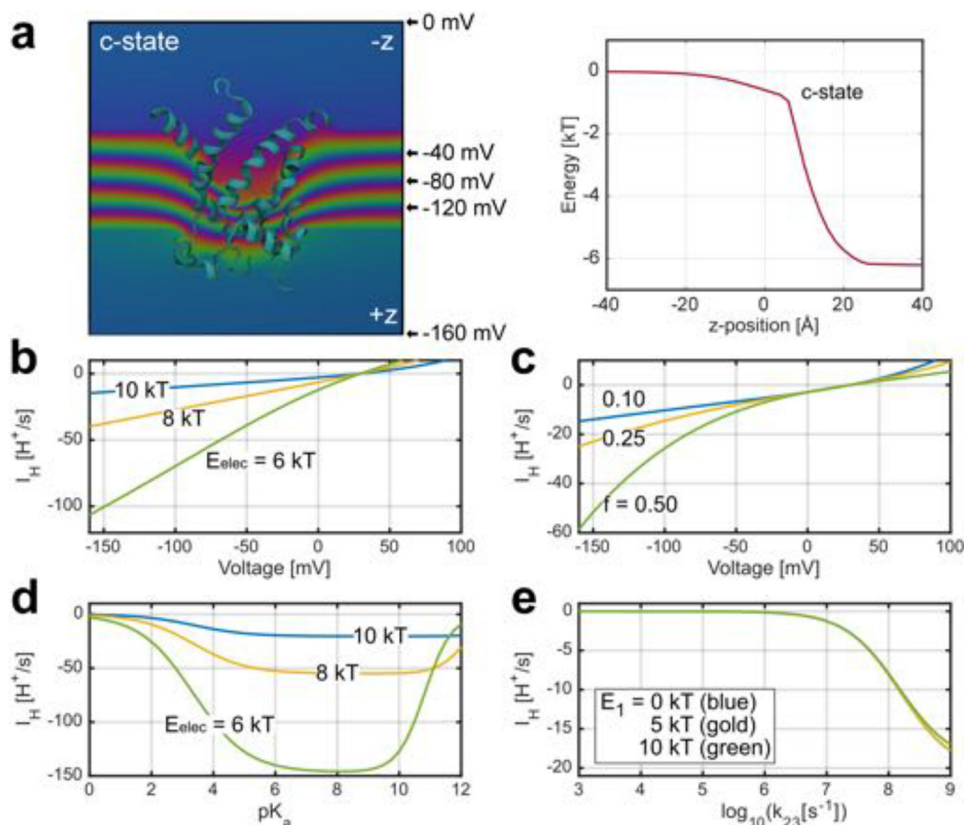 a
c-state
-z
0 mV
-40 mV
-80 mV
-120 mV
+z
-160 mV
Energy [kT]
0
-2
-4
-6
c-state
-40
-20
0
20
40
z-position [Å]
b
I_H [H⁺/s]
0
-50
-100
10 kT
8 kT
E_elec = 6 kT
-150
-100
-50
0
50
100
Voltage [mV]
c
I_H [H⁺/s]
0
-20
-40
-60
0.10
0.25
f = 0.50
-150
-100
-50
0
50
100
Voltage [mV]
d
I_H [H⁺/s]
0
-50
-100
-150
10 kT
8 kT
E_elec = 6 kT
0
2
4
6
8
10
12
pK_a
e
I_H [H⁺/s]
0
-5
-10
-15
-20
E₁ = 0 kT (blue)
5 kT (gold)
10 kT (green)
3
4
5
6
7
8
9
log₁₀(k₂₃[s⁻¹])